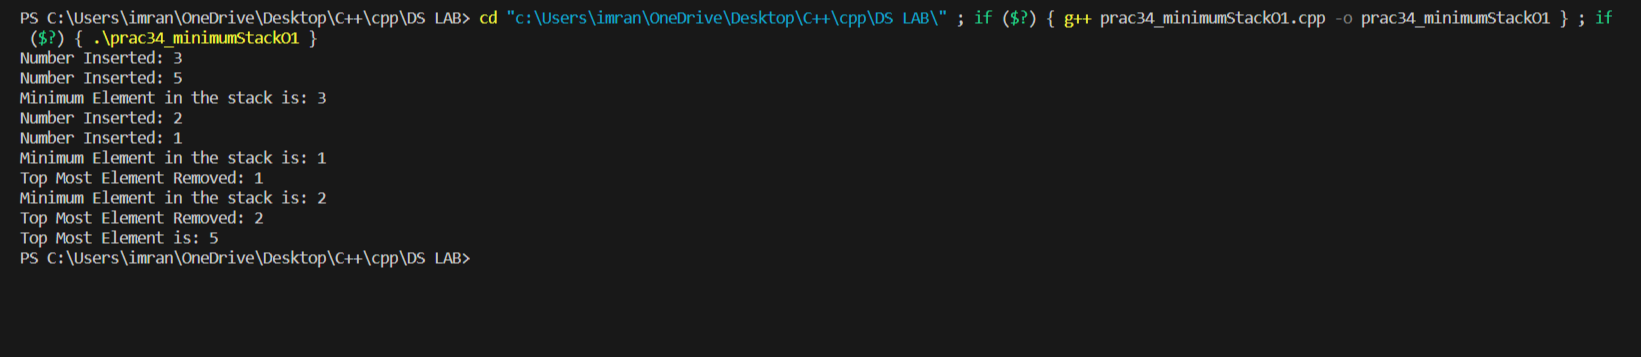 PS C:\Users\imran\OneDrive\Desktop\C++\cpp\DS LAB> cd "c:\Users\imran\OneDrive\Desktop\C++\cpp\DS LAB\" ; if ($?) { g++ prac34_minimumStackO1.cpp -o prac34_minimumStackO1 } ; if
($?) { .\prac34_minimumStackO1 }
Number Inserted: 3
Number Inserted: 5
Minimum Element in the stack is: 3
Number Inserted: 2
Number Inserted: 1
Minimum Element in the stack is: 1
Top Most Element Removed: 1
Minimum Element in the stack is: 2
Top Most Element Removed: 2
Top Most Element is: 5
PS C:\Users\imran\OneDrive\Desktop\C++\cpp\DS LAB>